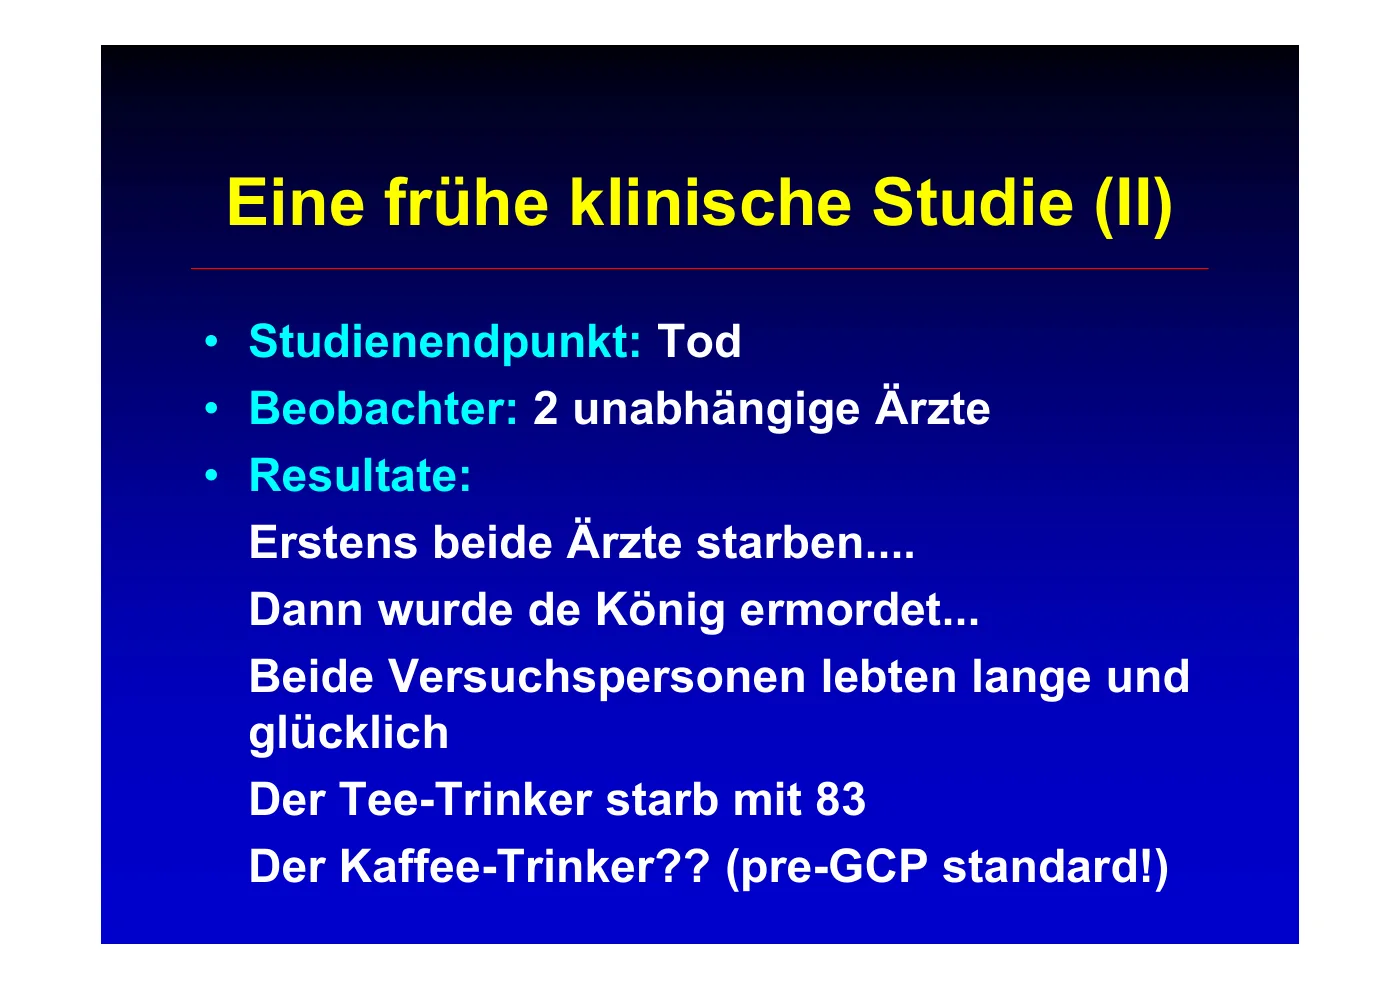 Eine frühe klinische Studie (II)
• Studienendpunkt: Tod
• Beobachter: 2 unabhängige Ärzte
• Resultate:
Erstens beide Ärzte starben....
Dann wurde de König ermordet...
Beide Versuchspersonen lebten lange und
glücklich
Der Tee-Trinker starb mit 83
Der Kaffee-Trinker?? (pre-GCP standard!)